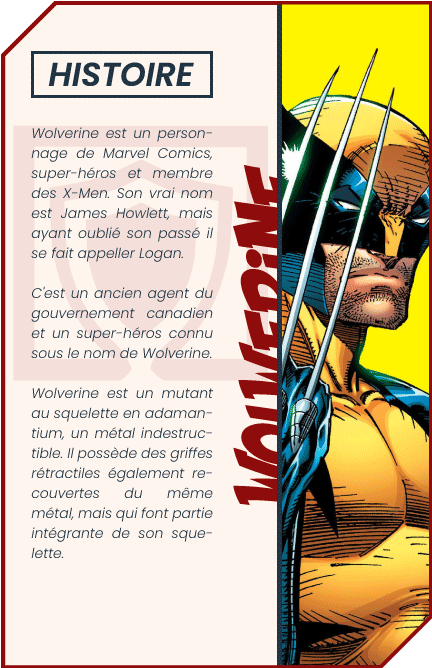 HISTOIRE
Wolverine est un person-
nage de Marvel Comics,
super-héros et membre
des X-Men. Son vrai nom
est James Howlett, mais
ayant oublié son passé il
se fait appeller Logan.
C'est un ancien agent du
gouvernement canadien
et un super-héros connu
sous le nom de Wolverine.
Wolverine est un mutant
au squelette en adaman-
tium, un métal indestruc-
tible. Il possède des griffes
rétractiles également re-
couvertes du même
métal, mais qui font partie
intégrante de son sque-
lette.
WOLVERINE